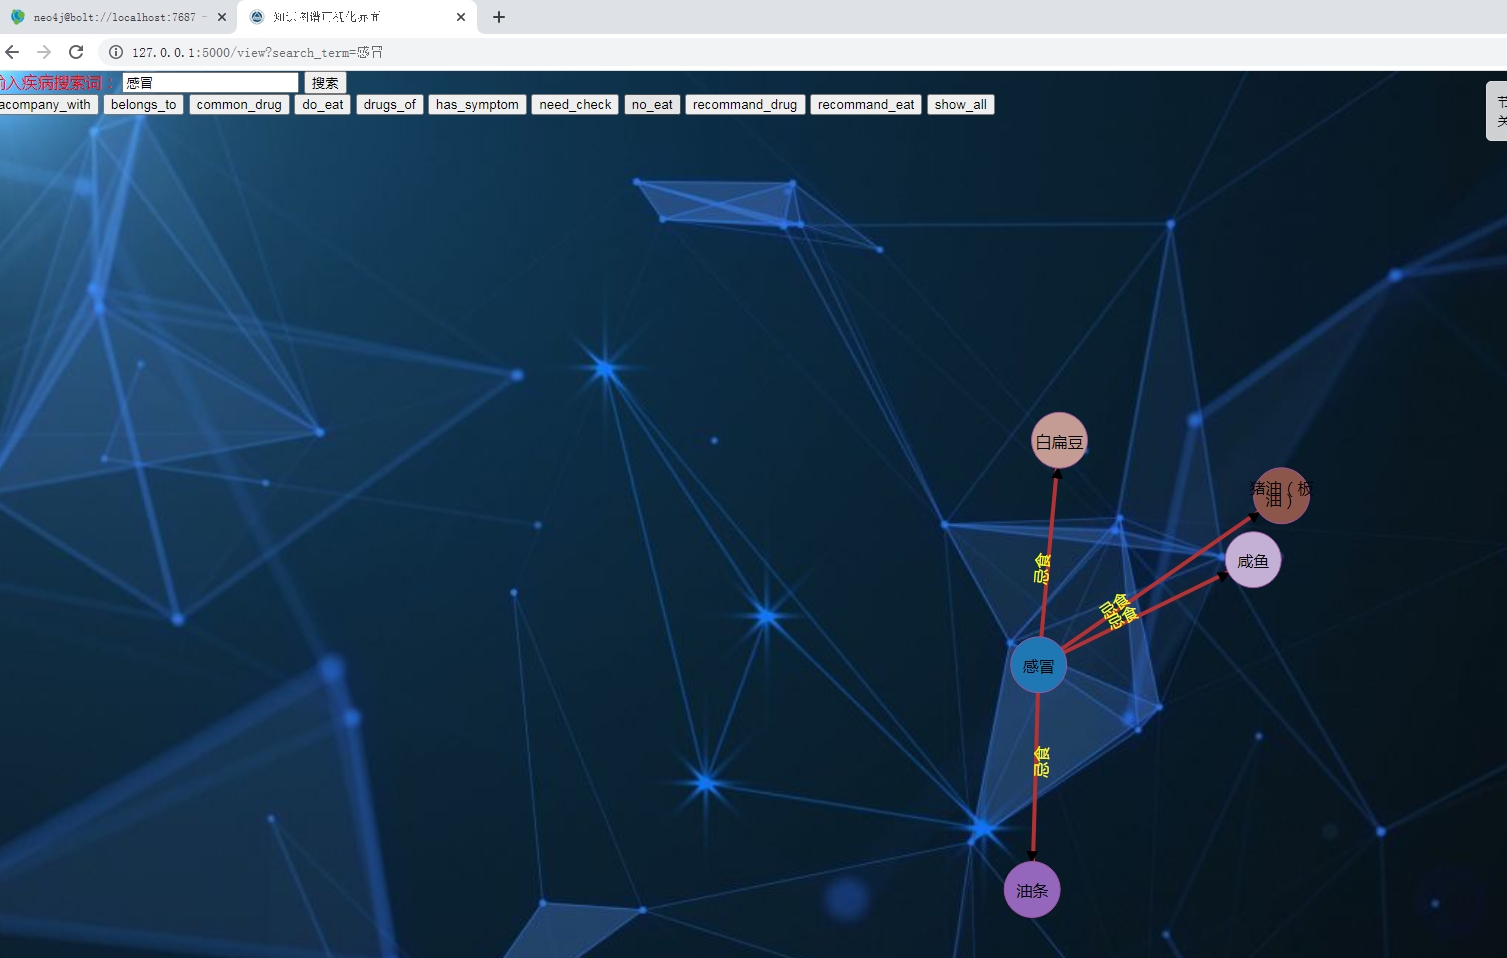 neo4j@bolt://localhost:7687 -
知识图谱可视化界面
127.0.0.1:5000/view?search_term=感冒
输入疾病搜索词： 感冒 搜索
acompany_with belongs_to common_drug do_eat drugs_of has_symptom need_check no_eat recommand_drug recommand_eat show_all
节
关
白扁豆
猪油（板
油）
咸鱼
忌食
忌食
忌食
感冒
忌食
油条